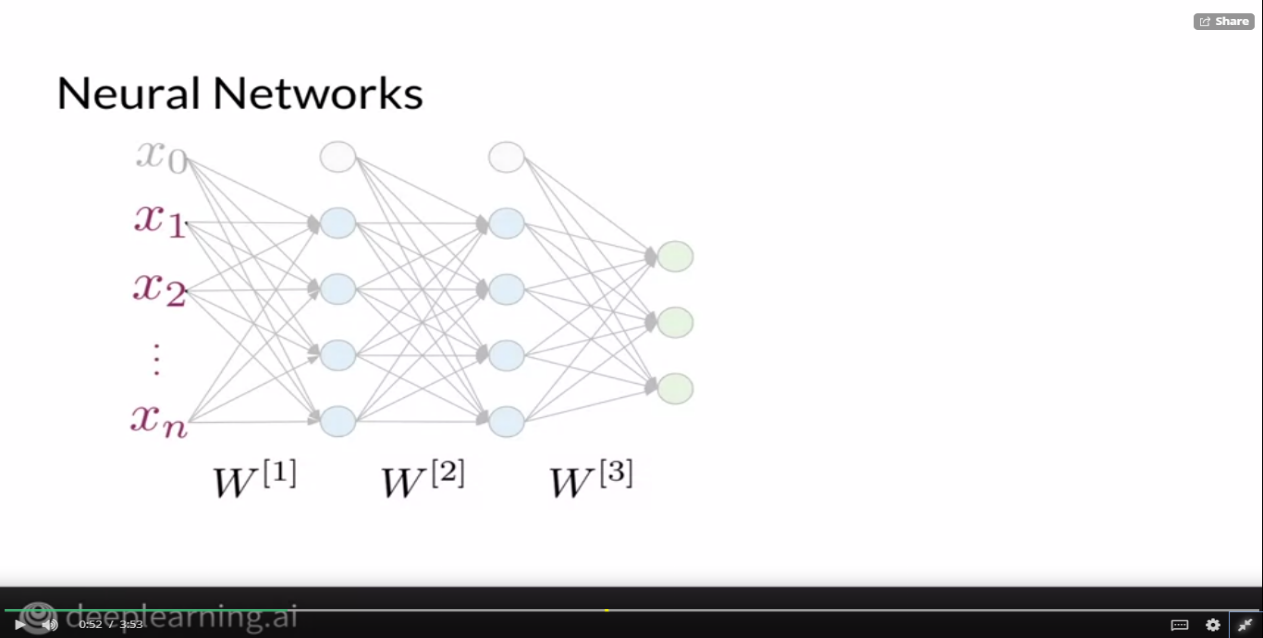 Share
Neural Networks
x₀
x₁
x₂
⋮
xₙ
W^[1] W^[2] W^[3]
deeplearning.ai
0:52 / 3:53